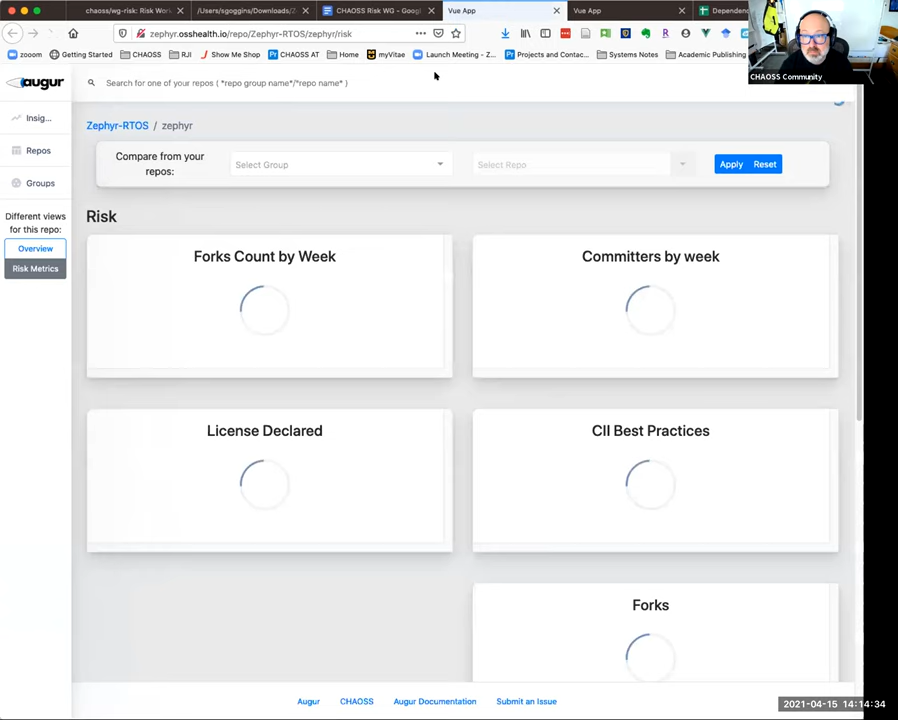 chaoss/wg-risk: Risk Wor
/Users/sgoggins/Downloads/Z
CHAOSS Risk WG - Goog
Vue App
Vue App
Dependenc
zephyr.osshealth.io/repo/Zephyr-RTOS/zephyr/risk
zooom
Getting Started
CHAOSS
RJI
Show Me Shop
CHAOSS AT
Home
myVitae
Launch Meeting - Z...
Projects and Contac...
Systems Notes
Academic Publishing
CHAOSS Community
augur
Search for one of your repos ( *repo group name*/*repo name* )
Insig...
Repos
Groups
Different views
for this repo:
Overview
Risk Metrics
Zephyr-RTOS / zephyr
Compare from your
repos:
Select Group
Select Repo
Apply
Reset
Risk
Forks Count by Week
Committers by week
License Declared
CII Best Practices
Forks
Augur
CHAOSS
Augur Documentation
Submit an Issue
2021-04-15 14:14:34